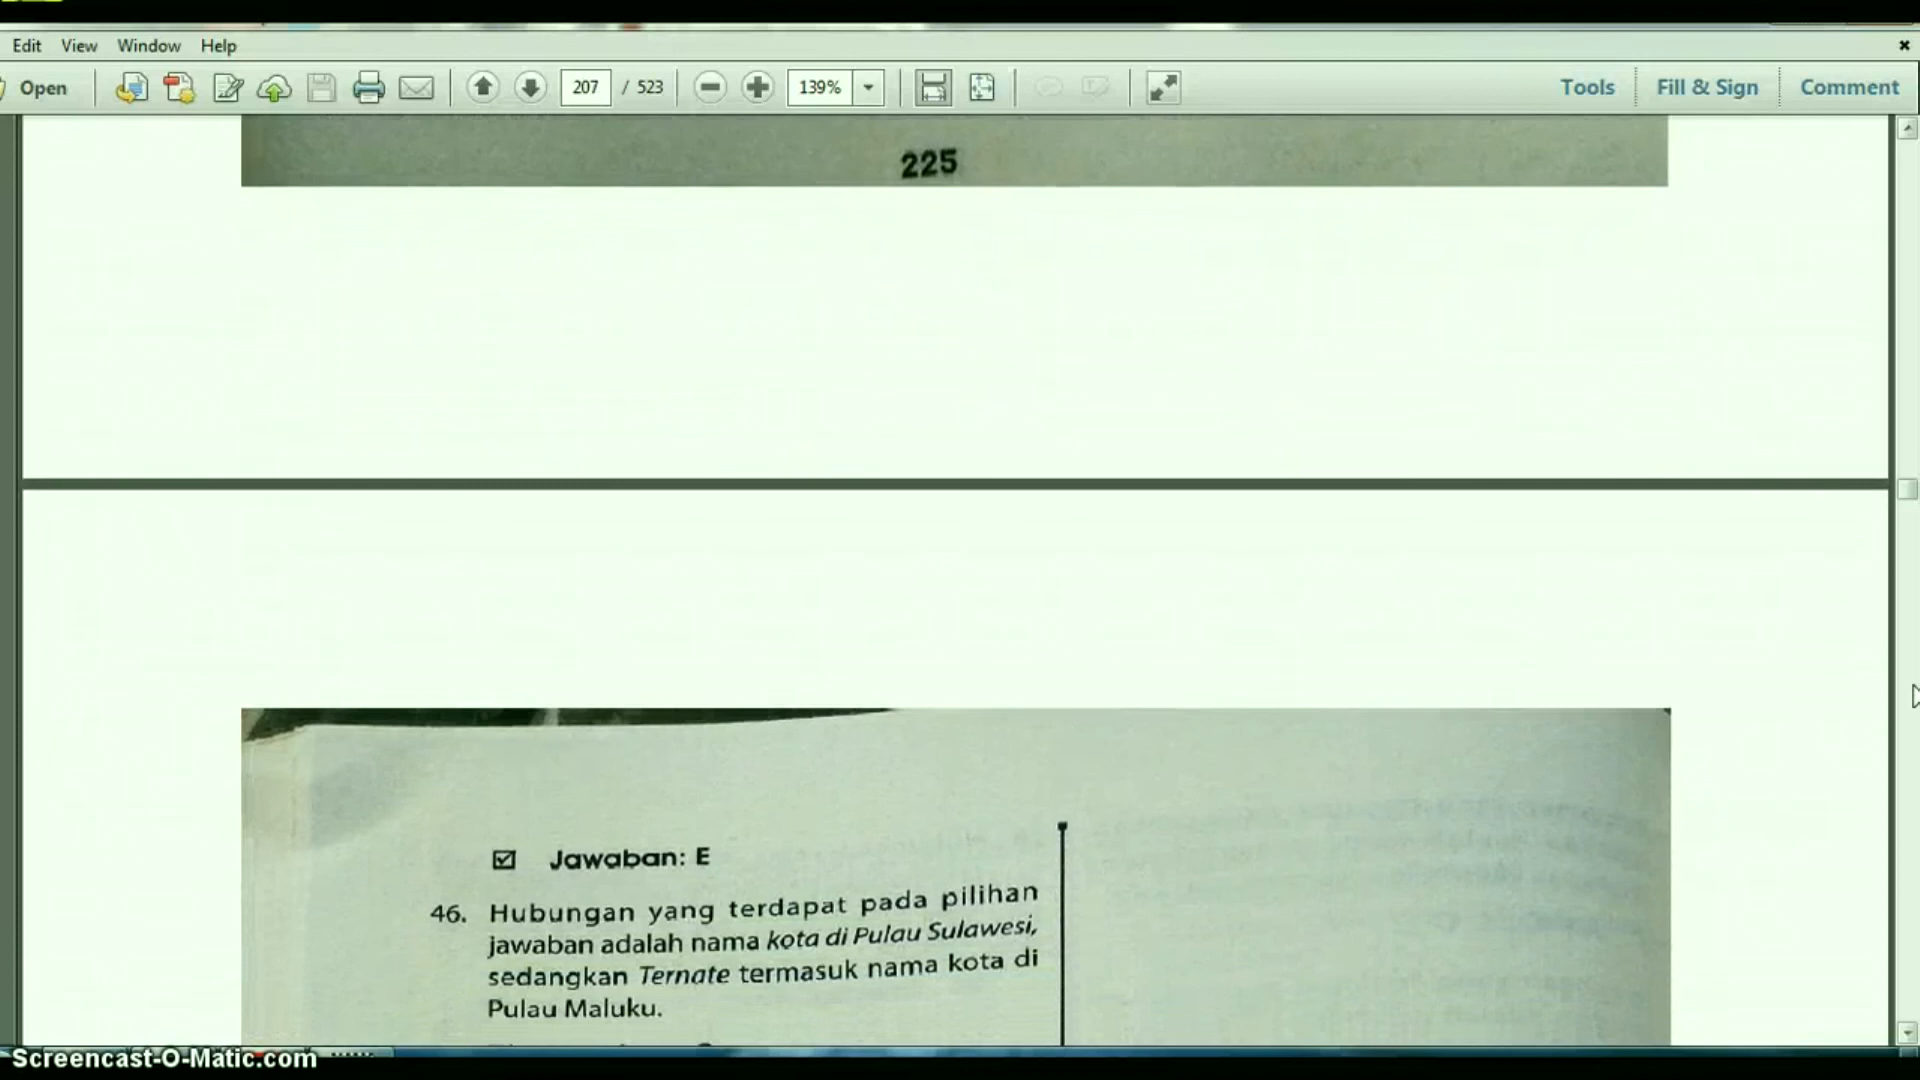 Edit View Window Help
Open 207 / 523 139% Tools Fill & Sign Comment
225
Jawaban: E
46. Hubungan yang terdapat pada pilihan
jawaban adalah nama kota di Pulau Sulawesi,
sedangkan Ternate termasuk nama kota di
Pulau Maluku.
Screencast-O-Matic.com